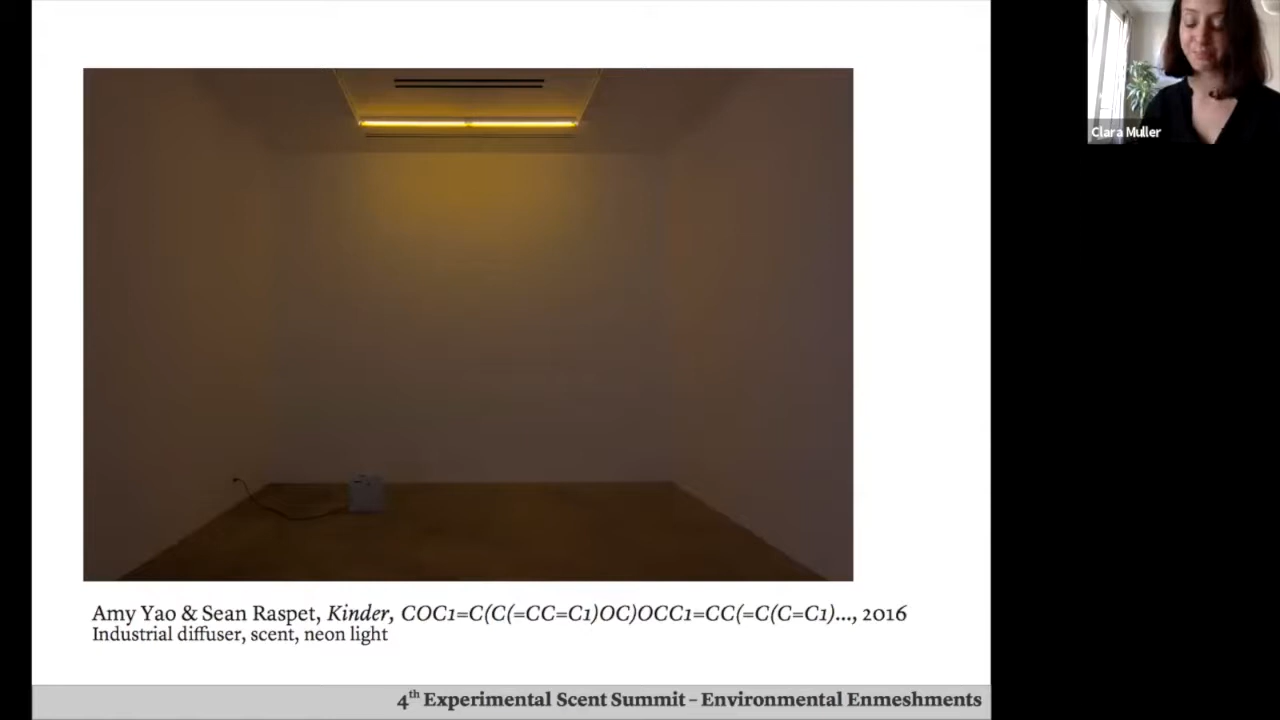 Clara Muller
Amy Yao & Sean Raspet, Kinder, COC1=C(C(=CC=C1)OC)OCC1=CC(=C(C=C1)..., 2016
Industrial diffuser, scent, neon light
4th Experimental Scent Summit – Environmental Enmeshments